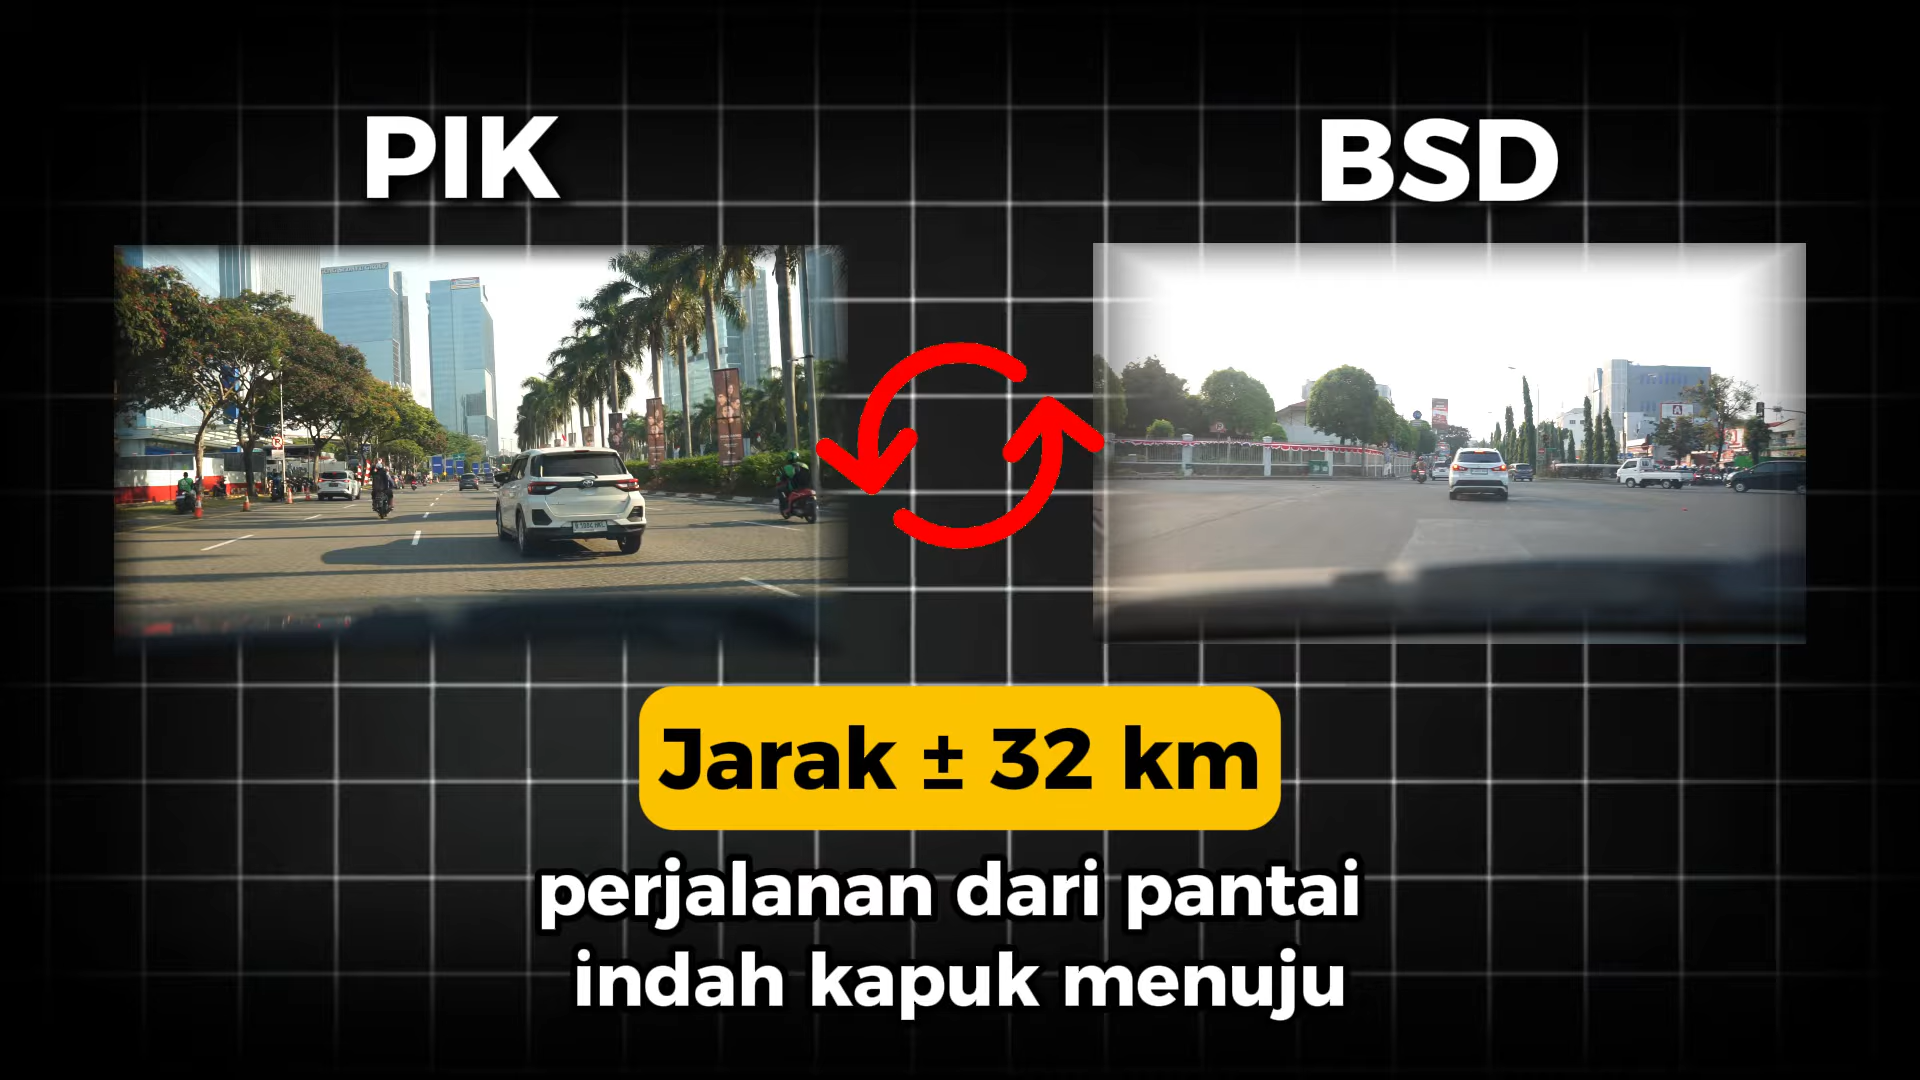 PIK
BSD
Jarak ± 32 km
perjalanan dari pantai
indah kapuk menuju